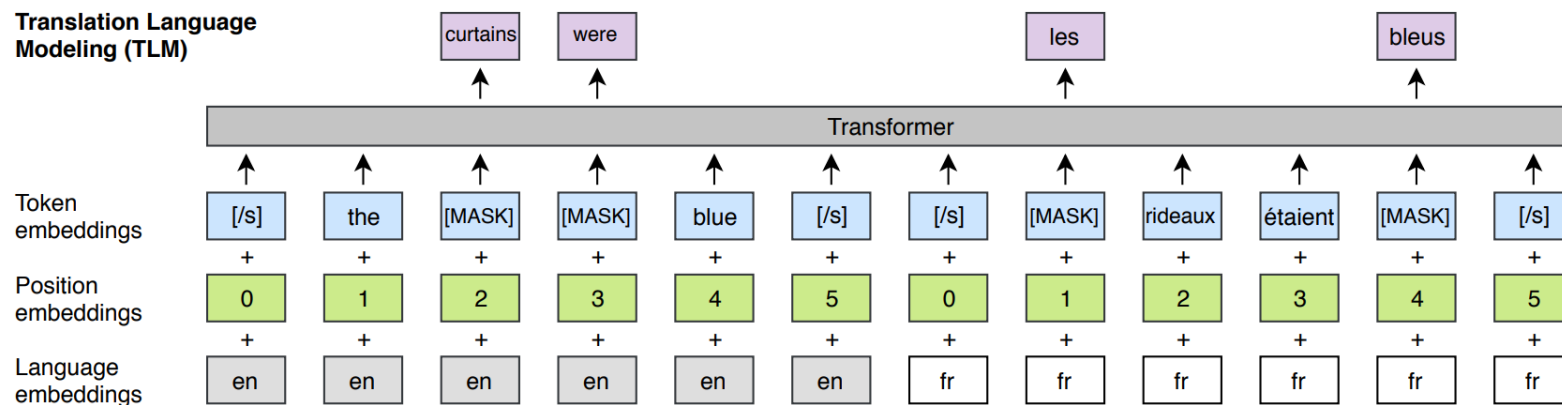 Translation Language
Modeling (TLM)
curtains were les bleus
Transformer
Token
embeddings
[/s] the [MASK] [MASK] blue [/s] [/s] [MASK] rideaux étaient [MASK] [/s]
+ + + + + + + + + + + +
Position
embeddings
0 1 2 3 4 5 0 1 2 3 4 5
+ + + + + + + + + + + +
Language
embeddings
en en en en en en fr fr fr fr fr fr